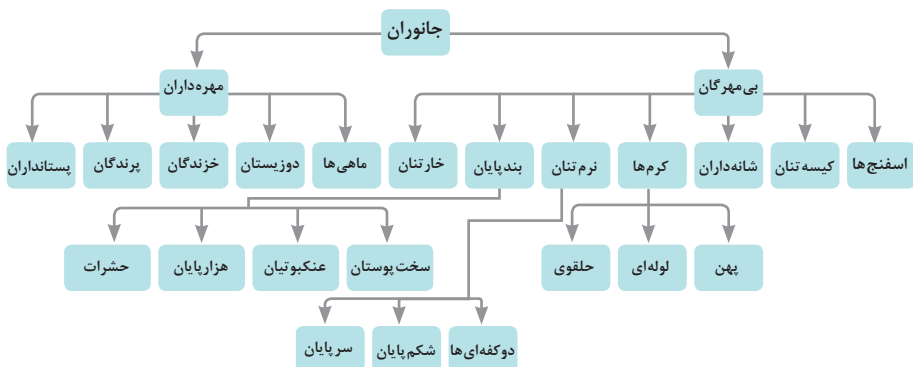 جانوران
بی‌مهرگان
مهره‌داران
اسفنج‌ها
کیسه‌تنان
شانه‌داران
کرم‌ها
نرم‌تنان
بندپایان
خارتنان
ماهی‌ها
دوزیستان
خزندگان
پرندگان
پستانداران
پهن
لوله‌ای
حلقوی
سخت‌پوستان
عنکبوتیان
هزارپایان
حشرات
دوکفه‌ای‌ها
شکم‌پایان
سرپایان